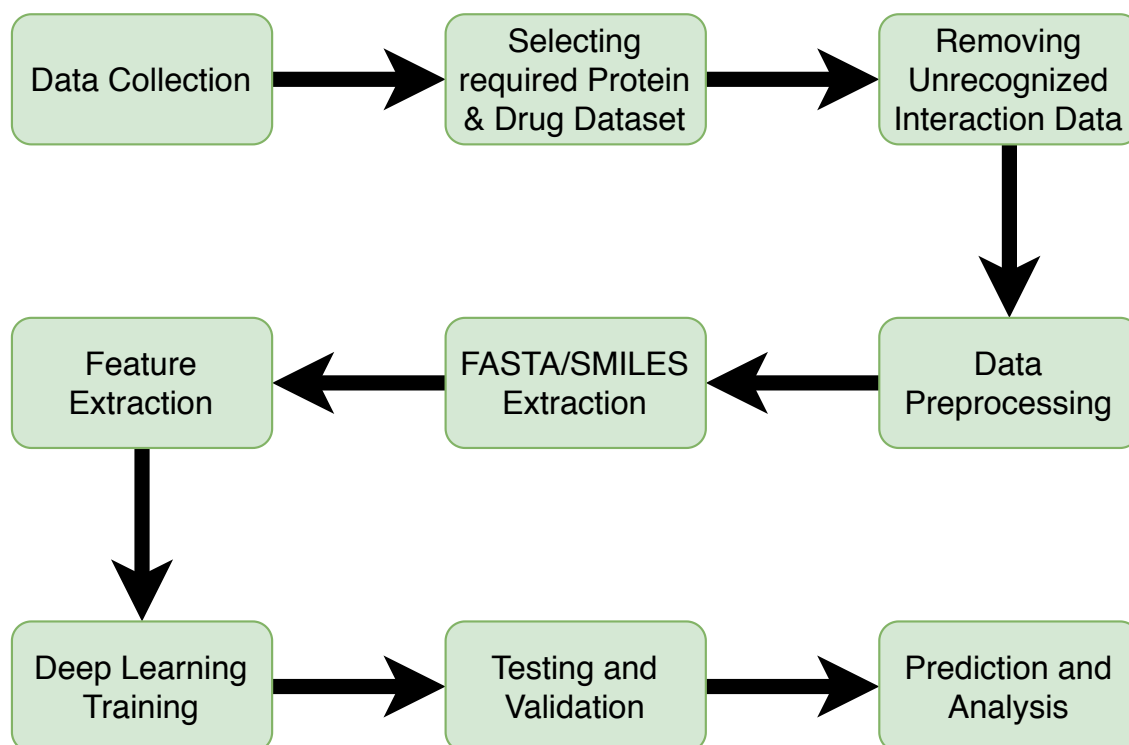 Data Collection
Selecting
required Protein
& Drug Dataset
Removing
Unrecognized
Interaction Data
Data
Preprocessing
FASTA/SMILES
Extraction
Feature
Extraction
Deep Learning
Training
Testing and
Validation
Prediction and
Analysis